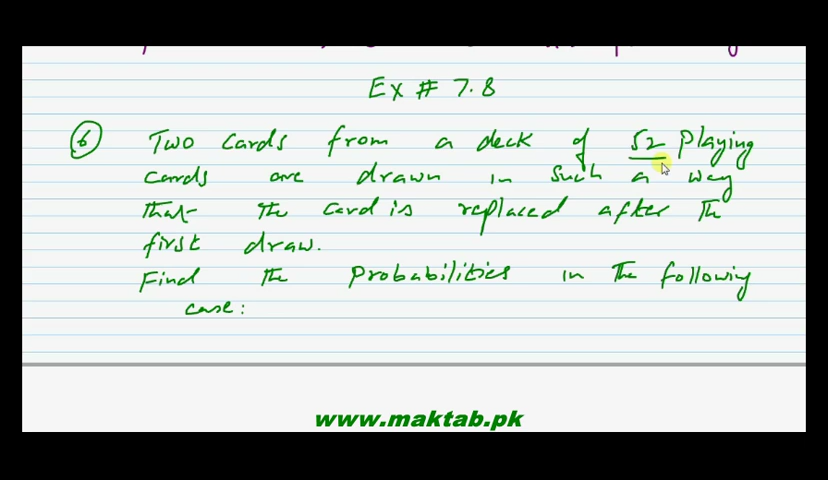 Ex # 7.8
6 Two cards from a deck of 52 Playing
cards are drawn in such a way
that the card is replaced after the
first draw.
Find the Probabilities in the following
case:
www.maktab.pk